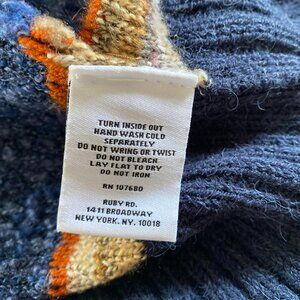 TURN INSIDE OUT
HAND WASH COLD
SEPARATELY
DO NOT WRING OR TWIST
DO NOT BLEACH
LAY FLAT TO DRY
DO NOT IRON
RN 107680
RUBY RD.
1411 BROADWAY
NEW YORK, NY. 10018